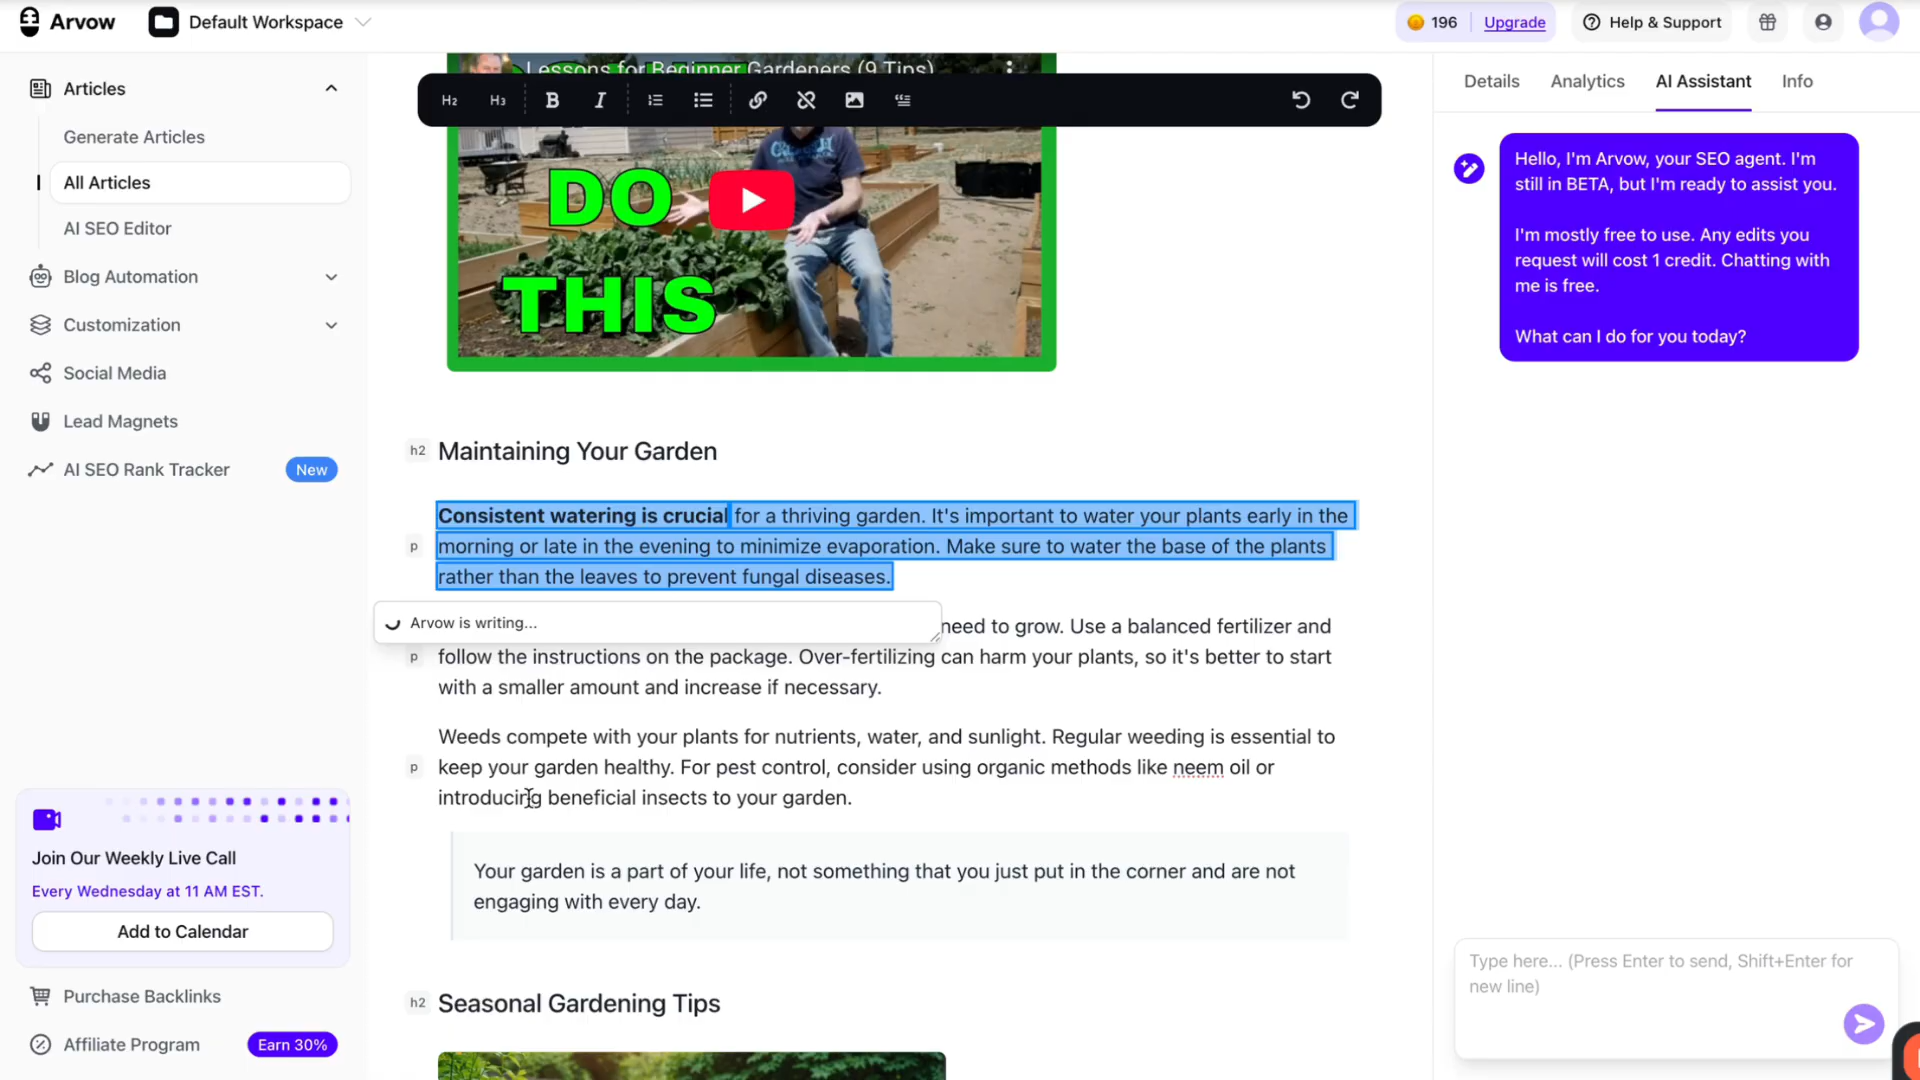 Arvow
Default Workspace
196
Upgrade
Help & Support
Articles
Generate Articles
All Articles
AI SEO Editor
Blog Automation
Customization
Social Media
Lead Magnets
AI SEO Rank Tracker
New
Join Our Weekly Live Call
Every Wednesday at 11 AM EST.
Add to Calendar
Purchase Backlinks
Affiliate Program
Earn 30%
Lessons for Beginner Gardeners (9 Tips)
H2
H3
B
I
DO
THIS
h2
Maintaining Your Garden
Consistent watering is crucial for a thriving garden. It's important to water your plants early in the
p
morning or late in the evening to minimize evaporation. Make sure to water the base of the plants
rather than the leaves to prevent fungal diseases.
Arvow is writing...
need to grow. Use a balanced fertilizer and
p
follow the instructions on the package. Over-fertilizing can harm your plants, so it's better to start
with a smaller amount and increase if necessary.
Weeds compete with your plants for nutrients, water, and sunlight. Regular weeding is essential to
p
keep your garden healthy. For pest control, consider using organic methods like neem oil or
introducing beneficial insects to your garden.
Your garden is a part of your life, not something that you just put in the corner and are not
engaging with every day.
h2
Seasonal Gardening Tips
Details
Analytics
AI Assistant
Info
Hello, I'm Arvow, your SEO agent. I'm
still in BETA, but I'm ready to assist you.
I'm mostly free to use. Any edits you
request will cost 1 credit. Chatting with
me is free.
What can I do for you today?
Type here... (Press Enter to send, Shift+Enter for
new line)